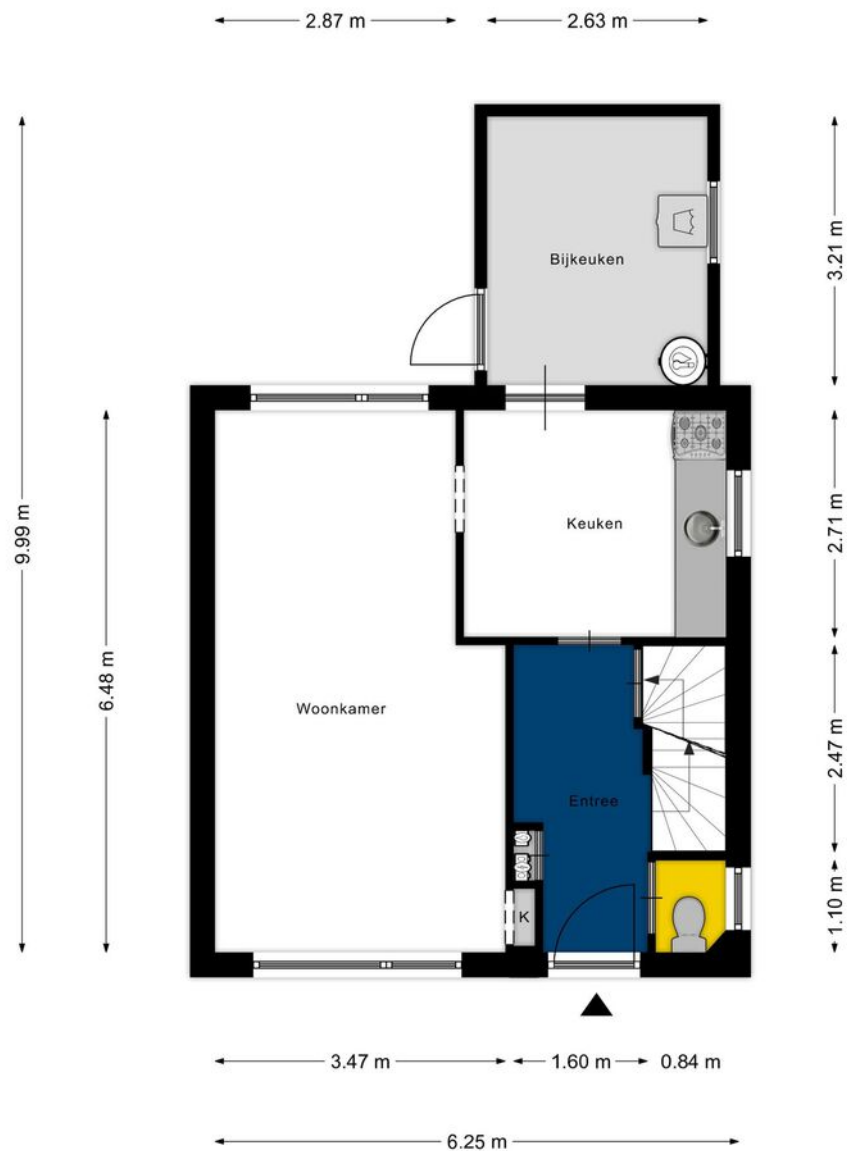 2.87 m
2.63 m
Bijkeuken
3.21 m
9.99 m
Keuken
2.71 m
6.48 m
Woonkamer
2.47 m
Entree
K
1.10 m
3.47 m
1.60 m
0.84 m
6.25 m